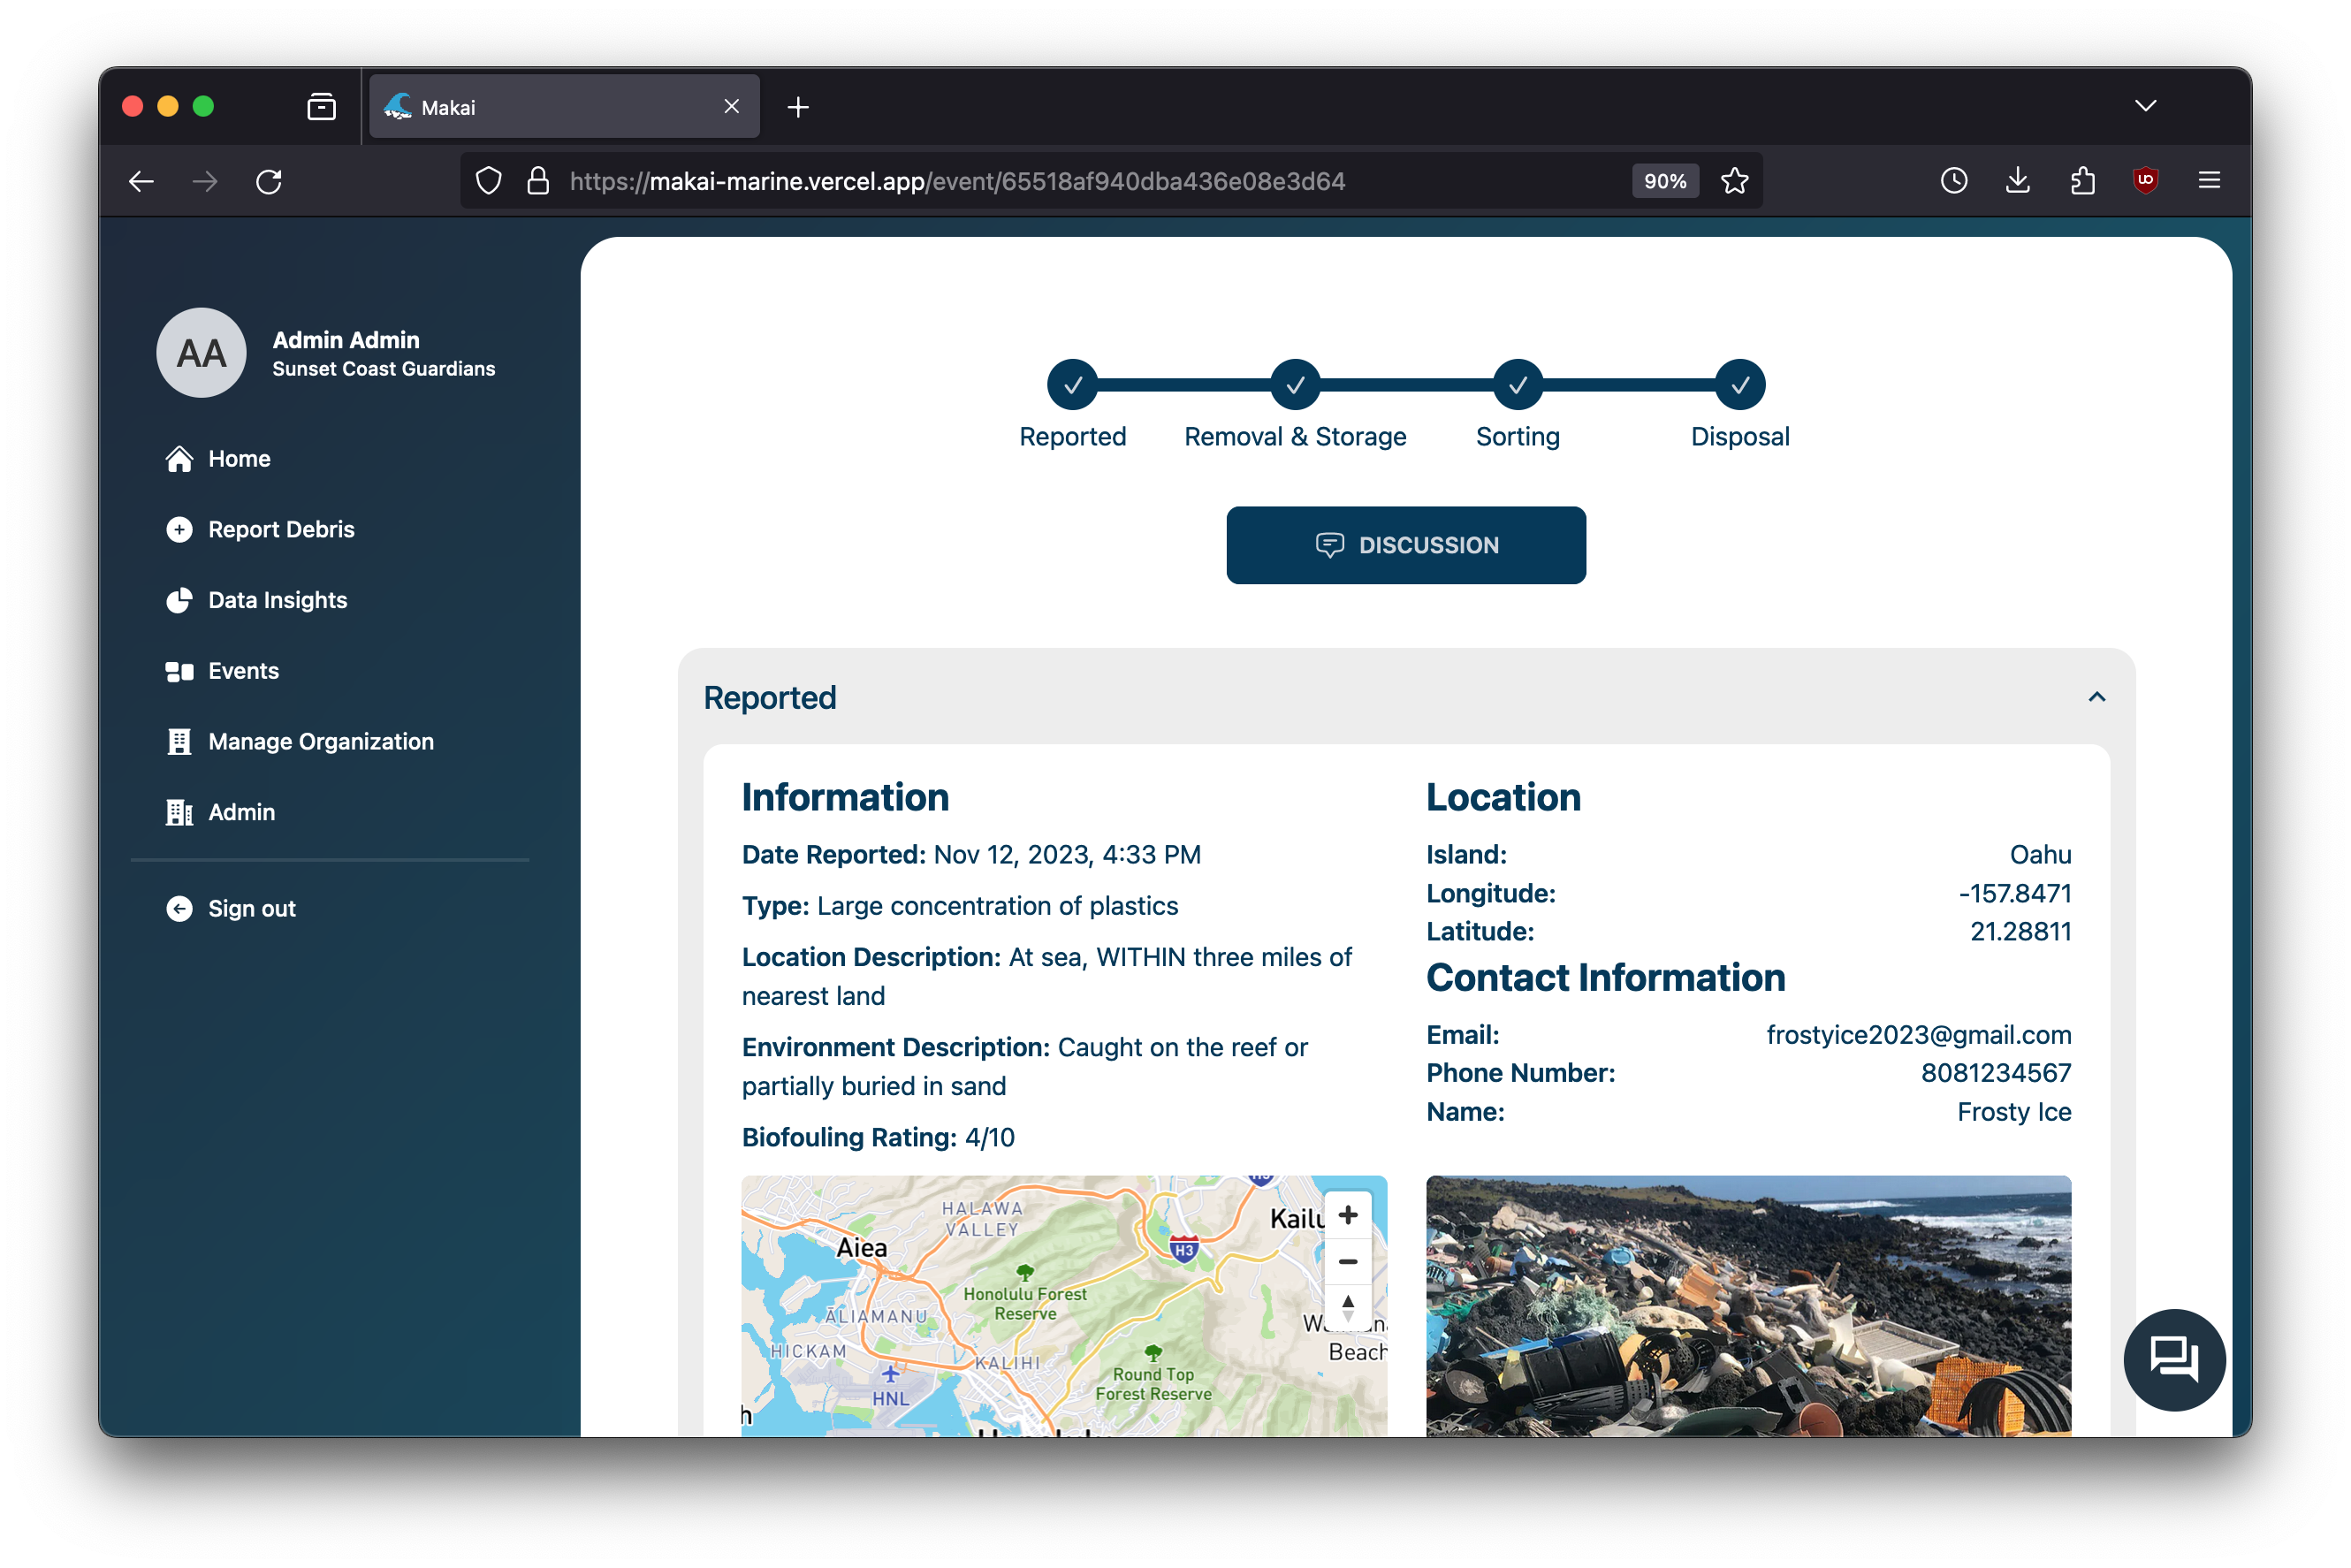 Makai
https://makai-marine.vercel.app/event/65518af940dba436e08e3d64
90%
AA
Admin Admin
Sunset Coast Guardians
Home
Report Debris
Data Insights
Events
Manage Organization
Admin
Sign out
Reported
Removal & Storage
Sorting
Disposal
DISCUSSION
Reported
Information
Date Reported: Nov 12, 2023, 4:33 PM
Type: Large concentration of plastics
Location Description: At sea, WITHIN three miles of
nearest land
Environment Description: Caught on the reef or
partially buried in sand
Biofouling Rating: 4/10
Location
Island: Oahu
Longitude: -157.8471
Latitude: 21.28811
Contact Information
Email: frostyice2023@gmail.com
Phone Number: 8081234567
Name: Frosty Ice
HALAWA
VALLEY
Kailu
Aiea
H3
Honolulu Forest
Reserve
ĀLIAMANU
HICKAM
KALIHI
Beach
Round Top
Forest Reserve
HNL